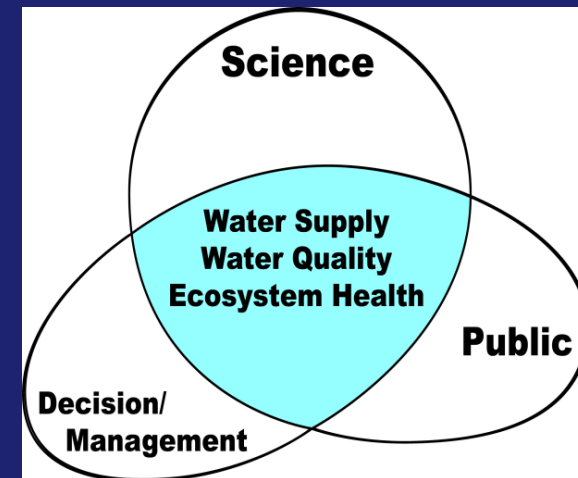 Science
Water Supply
Water Quality
Ecosystem Health
Public
Decision/
Management